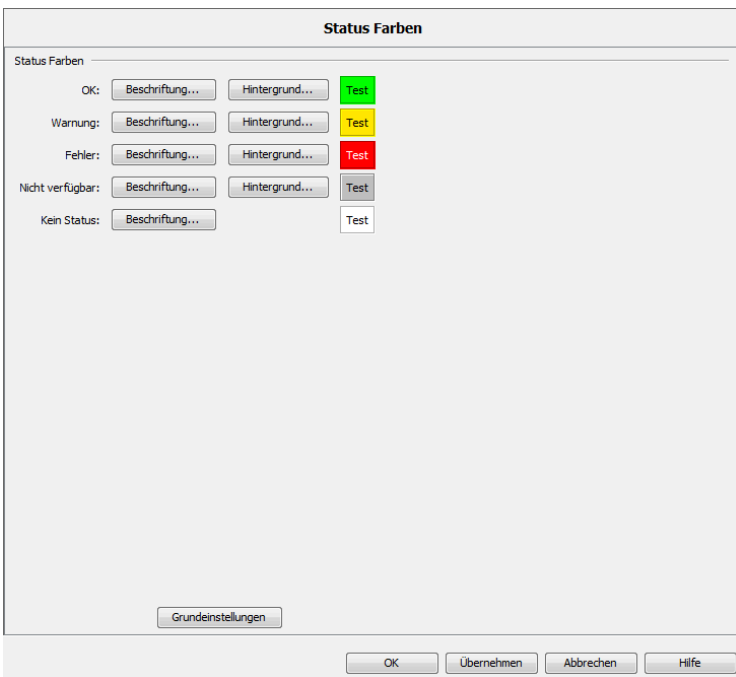 Status Farben
Status Farben
OK: Beschriftung... Hintergrund... Test
Warnung: Beschriftung... Hintergrund... Test
Fehler: Beschriftung... Hintergrund... Test
Nicht verfügbar: Beschriftung... Hintergrund... Test
Kein Status: Beschriftung... Test
Grundeinstellungen
OK Übernehmen Abbrechen Hilfe